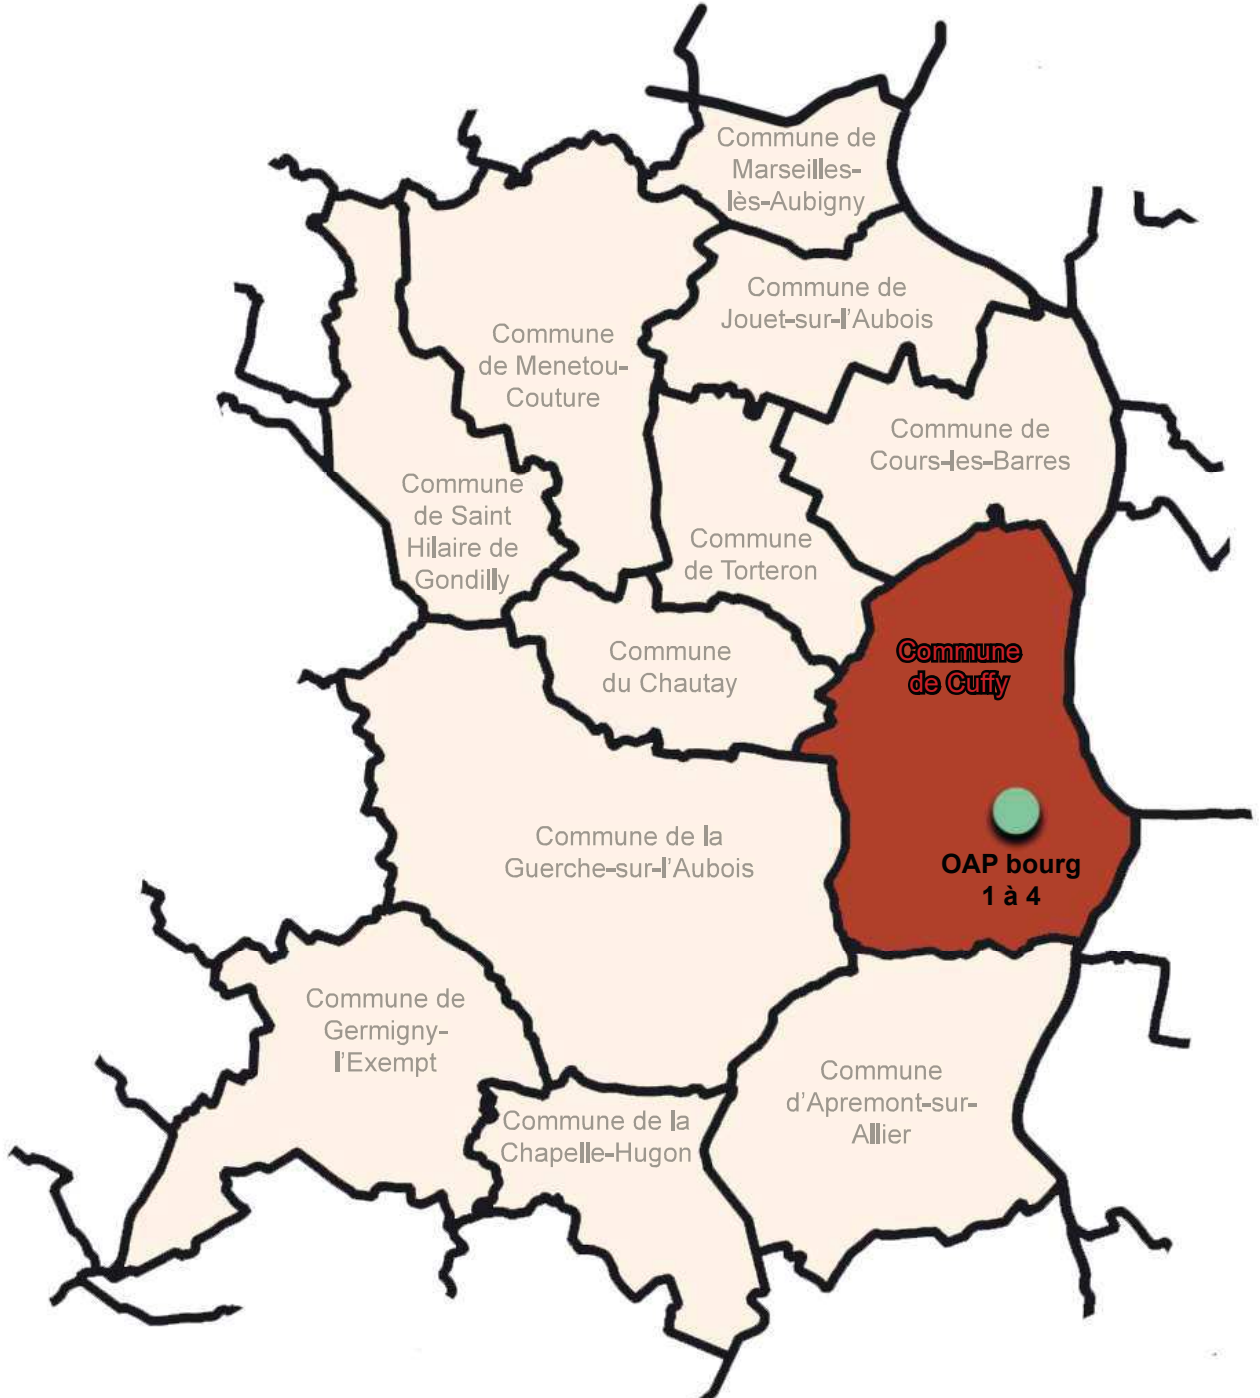 Commune de
Marseilles-
lès-Aubigny
Commune de
Jouet-sur-l'Aubois
Commune
de Menetou-
Couture
Commune de
Cours-les-Barres
Commune
de Saint
Hilaire de
Gondilly
Commune
de Torteron
Commune
du Chautay
Commune
de Cuffy
Commune de la
Guerche-sur-l'Aubois
OAP bourg
1 à 4
Commune de
Germigny-
l'Exempt
Commune
d'Apremont-sur-
Allier
Commune de la
Chapelle-Hugon